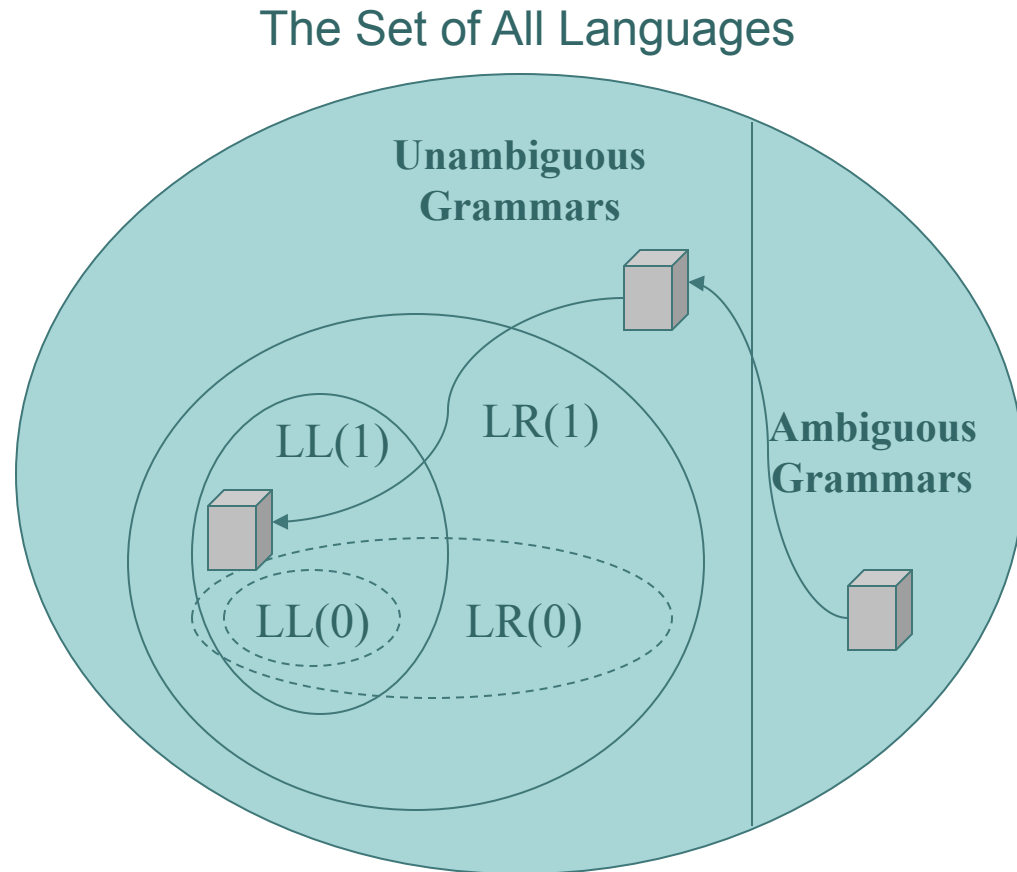 The Set of All Languages
Unambiguous
Grammars
LL(1)
LR(1)
Ambiguous
Grammars
LL(0)
LR(0)